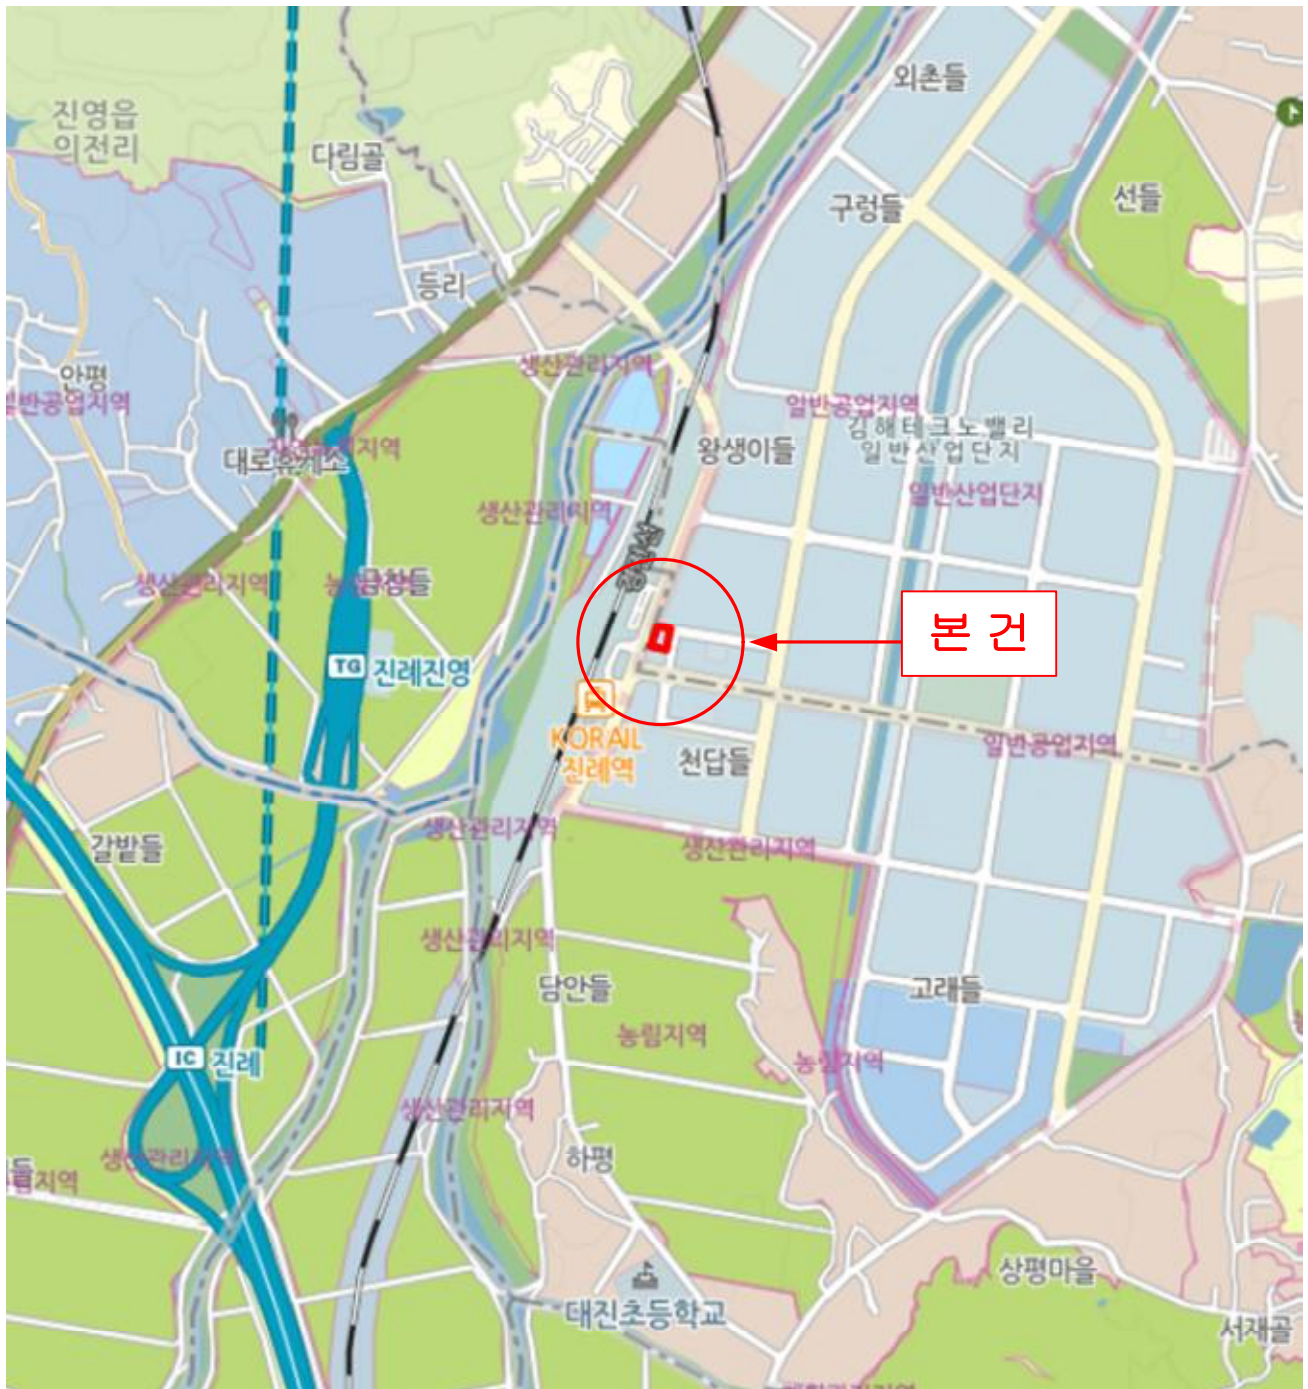 외촌들
진영읍
의전리
다림골
선들
구렁들
등리
생산관리지역
안평
일반공업지역
일반공업지역
김해테크노밸리
일반산업단지
왕생이들
대로휴게소
일반산업단지
생산관리지역
생산관리지역
본 건
TG 진례진영
KORAIL
진례역
일반공업지역
천답들
생산관리지역
갈밭들
생산관리지역
생산관리지역
담안들
고래들
농림지역
농림지역
IC 진례
생산관리지역
하평
생산관리지역
상평마을
대진초등학교
서재골